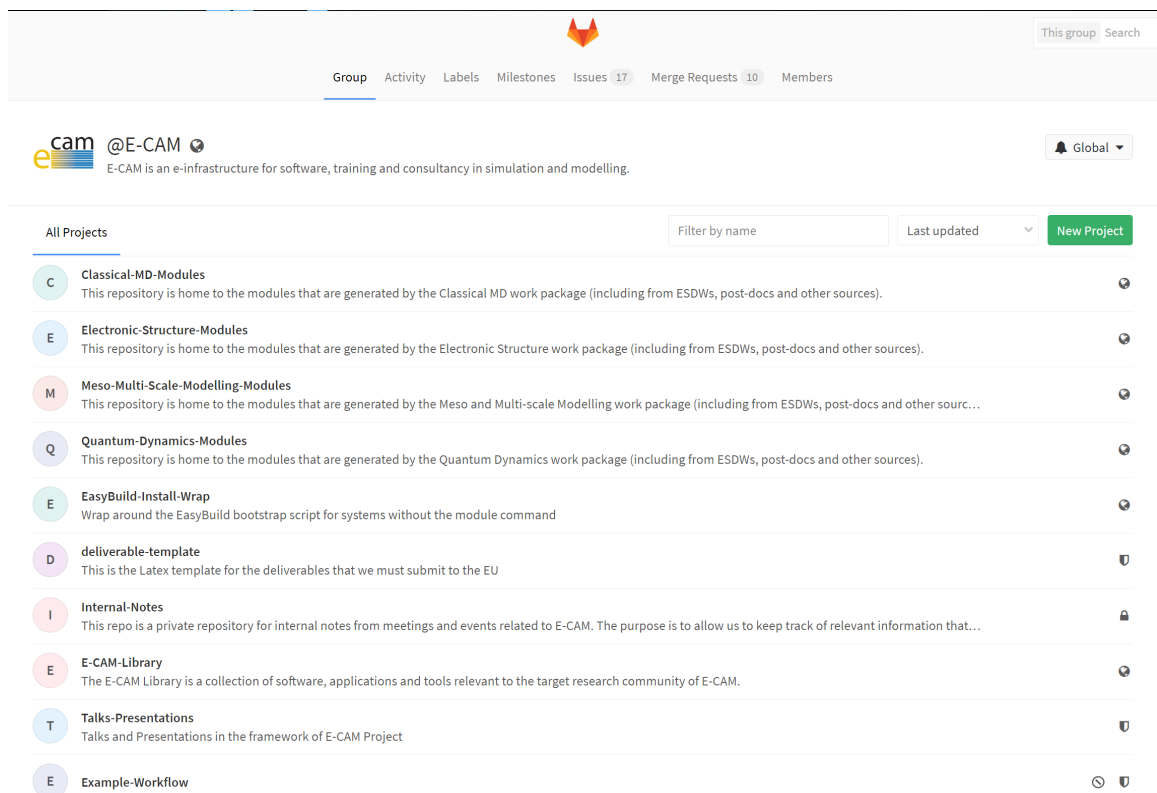 This group Search
Group Activity Labels Milestones Issues 17 Merge Requests 10 Members
e cam
@E-CAM
Global
E-CAM is an e-infrastructure for software, training and consultancy in simulation and modelling.
All Projects
Filter by name
Last updated
New Project
C
Classical-MD-Modules
This repository is home to the modules that are generated by the Classical MD work package (including from ESDWs, post-docs and other sources).
E
Electronic-Structure-Modules
This repository is home to the modules that are generated by the Electronic Structure work package (including from ESDWs, post-docs and other sources).
M
Meso-Multi-Scale-Modelling-Modules
This repository is home to the modules that are generated by the Meso and Multi-scale Modelling work package (including from ESDWs, post-docs and other sourc…
Q
Quantum-Dynamics-Modules
This repository is home to the modules that are generated by the Quantum Dynamics work package (including from ESDWs, post-docs and other sources).
E
EasyBuild-Install-Wrap
Wrap around the EasyBuild bootstrap script for systems without the module command
D
deliverable-template
This is the Latex template for the deliverables that we must submit to the EU
I
Internal-Notes
This repo is a private repository for internal notes from meetings and events related to E-CAM. The purpose is to allow us to keep track of relevant information that…
E
E-CAM-Library
The E-CAM Library is a collection of software, applications and tools relevant to the target research community of E-CAM.
T
Talks-Presentations
Talks and Presentations in the framework of E-CAM Project
E
Example-Workflow